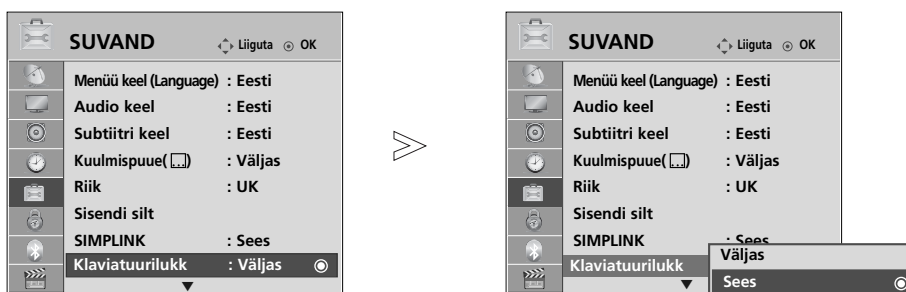 SUVAND Liiguta OK
Menüü keel (Language) : Eesti
Audio keel : Eesti
Subtiitri keel : Eesti
Kuulmispuue( ... ) : Väljas
Riik : UK
Sisendi silt
SIMPLINK : Sees
Klaviatuurilukk : Väljas
SUVAND Liiguta OK
Menüü keel (Language) : Eesti
Audio keel : Eesti
Subtiitri keel : Eesti
Kuulmispuue( ... ) : Väljas
Riik : UK
Sisendi silt
SIMPLINK : Sees
Klaviatuurilukk
Väljas
Sees